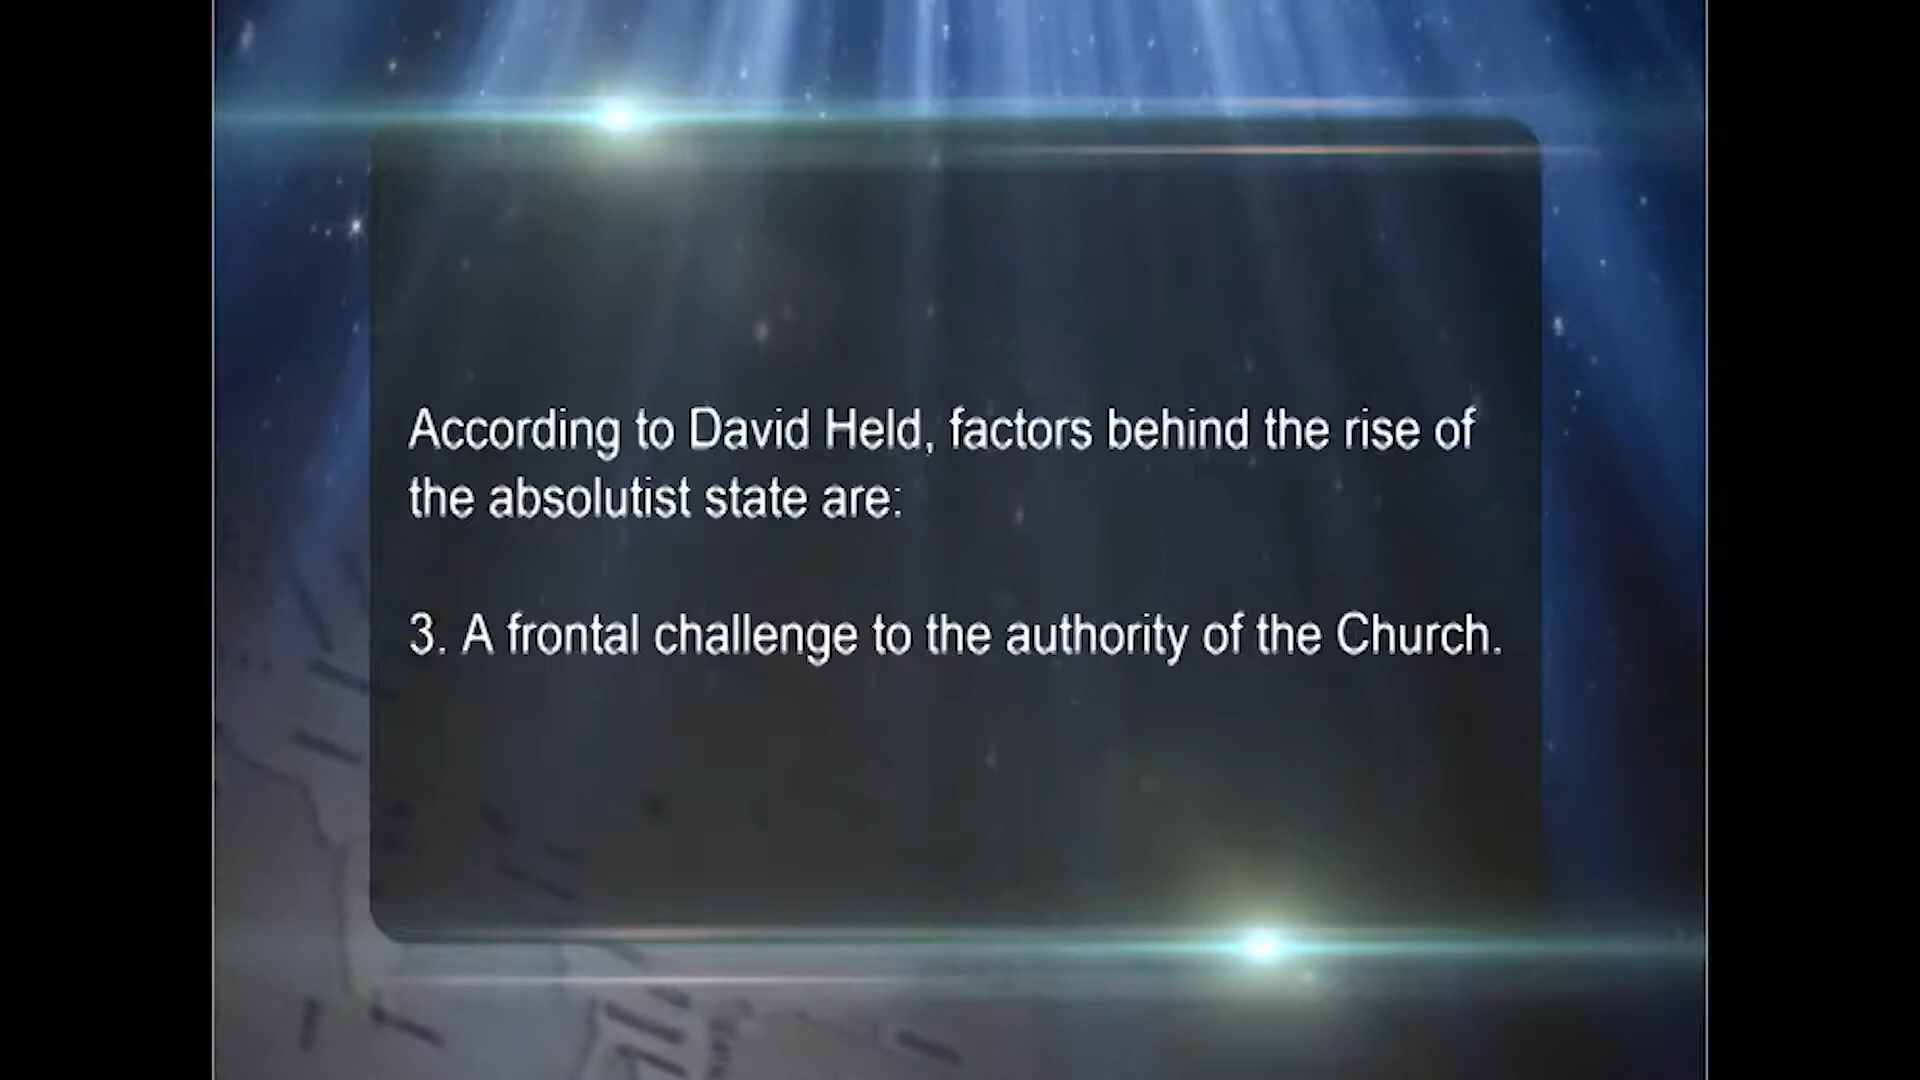 According to David Held, factors behind the rise of
the absolutist state are:
3. A frontal challenge to the authority of the Church.